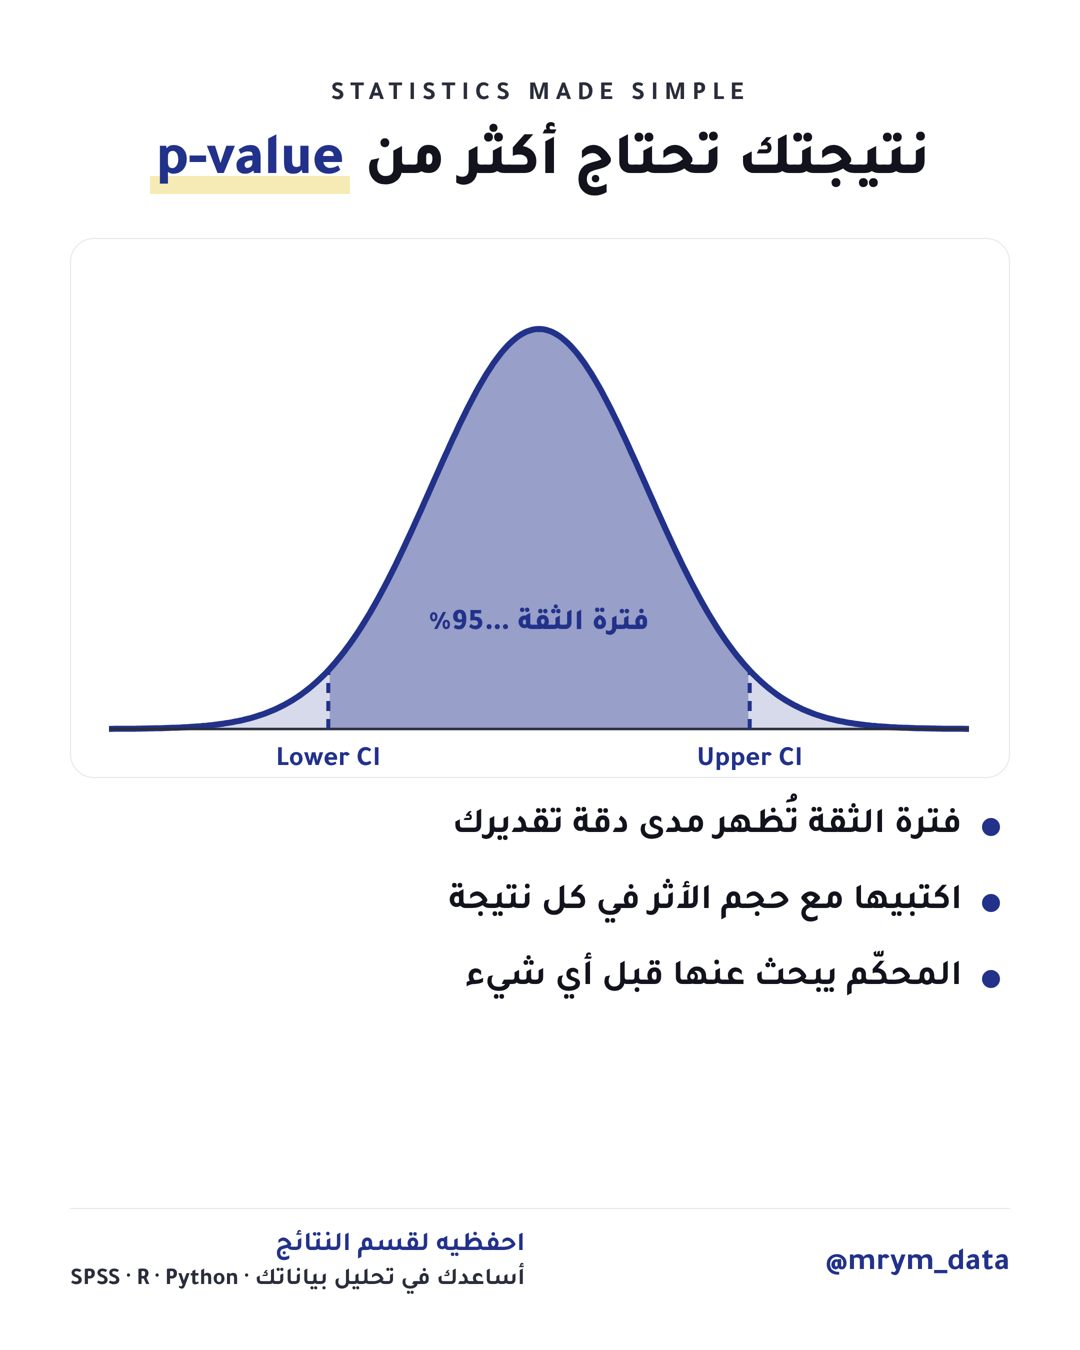 STATISTICS MADE SIMPLE
نتيجتك تحتاج أكثر من p-value
فترة الثقة ...95%
Lower CI
Upper CI
فترة الثقة تُظهر مدى دقة تقديرك
اكتبيها مع حجم الأثر في كل نتيجة
المحكّم يبحث عنها قبل أي شيء
@mrym_data
احفظيه لقسم النتائج
أساعدك في تحليل بياناتك · SPSS · R · Python